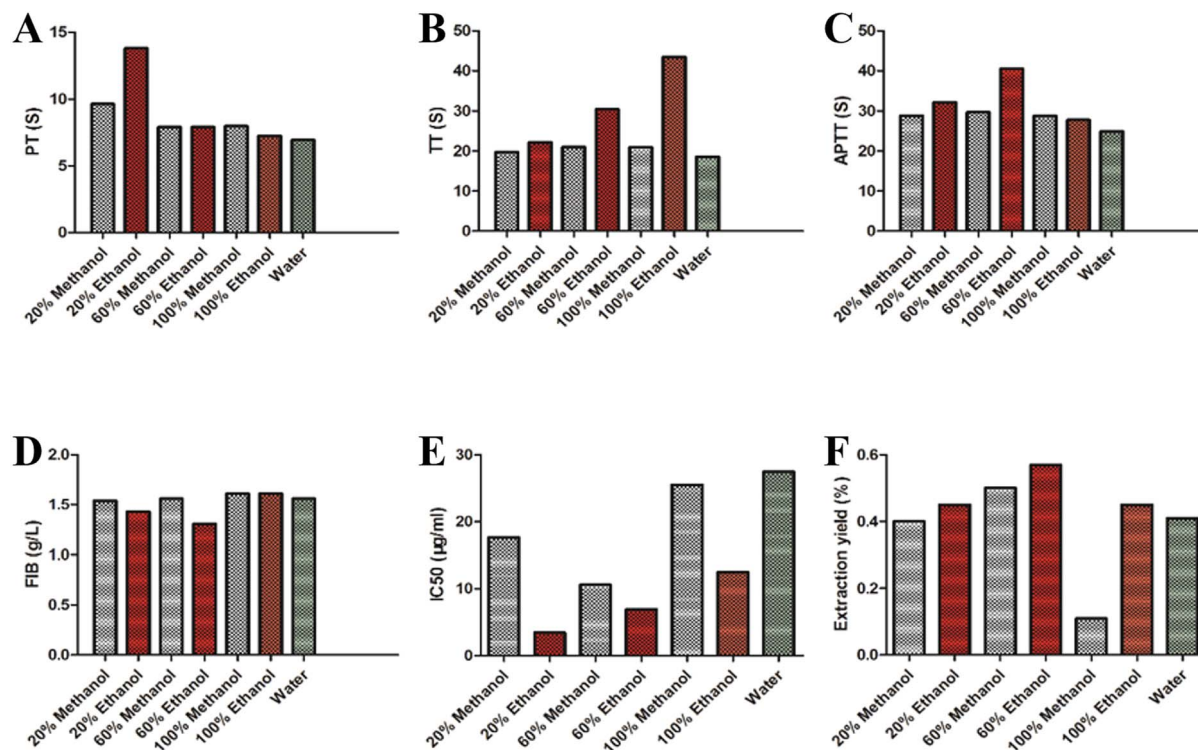 A
PT (S)
15
10
5
0
20% Methanol
20% Ethanol
60% Methanol
60% Ethanol
100% Methanol
100% Ethanol
Water
B
TT (S)
50
40
30
20
10
0
20% Methanol
20% Ethanol
60% Methanol
60% Ethanol
100% Methanol
100% Ethanol
Water
C
APTT (S)
50
40
30
20
10
0
20% Methanol
20% Ethanol
60% Methanol
60% Ethanol
100% Methanol
100% Ethanol
Water
D
FIB (g/L)
2.0
1.5
1.0
0.5
0.0
20% Methanol
20% Ethanol
60% Methanol
60% Ethanol
100% Methanol
100% Ethanol
Water
E
IC50 (μg/ml)
30
20
10
0
20% Methanol
20% Ethanol
60% Methanol
60% Ethanol
100% Methanol
100% Ethanol
Water
F
Extraction yield (%)
0.6
0.4
0.2
0.0
20% Methanol
20% Ethanol
60% Methanol
60% Ethanol
100% Methanol
100% Ethanol
Water